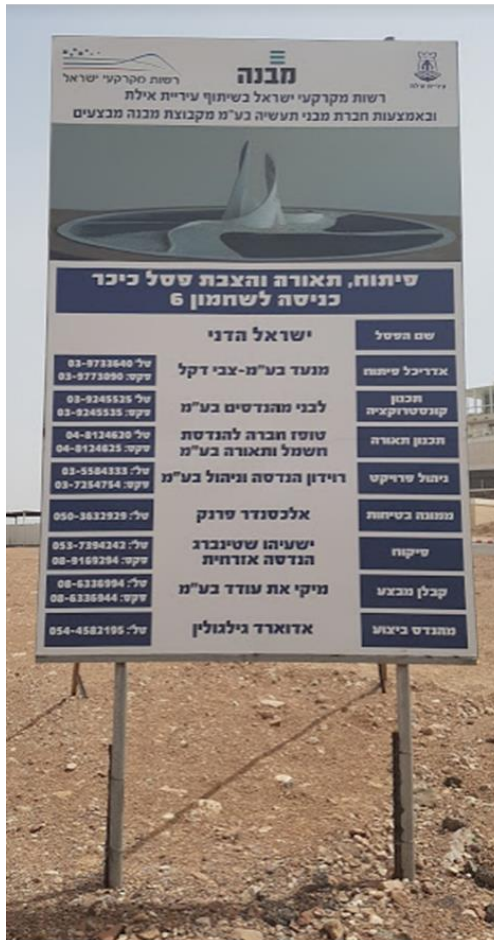 רשות מקרקעי ישראל
מבנה
עיריית אילת
רשות מקרקעי ישראל בשיתוף עיריית אילת
ובאמצעות חברת מבני תעשיה בע"מ מקבוצת מבנה מבצעים
פיתוח, תאורה והצבת פסל כיכר
כניסה לשחמון 6
שם הפסל
ישראל הדני
אדריכל פיתוח
מנעד בע"מ-צבי דקל
טל': 03-9733640
פקס: 03-9773090
תכנון
קונסטרוקציה
לבני מהנדסים בע"מ
טל': 03-9245525
פקס: 03-9245535
תכנון תאורה
טופז חברה להנדסת
חשמל ותאורה בע"מ
טל': 04-8124620
פקס: 04-8124625
ניהול פרויקט
רוידון הנדסה וניהול בע"מ
טל': 03-5584333
פקס: 03-7254754
ממונה בטיחות
אלכסנדר פרנק
טל': 050-3632929
פיקוח
ישעיהו שטינברג
הנדסה אזרחית
טל': 053-7394242
פקס: 08-9169294
קבלן מבצע
מיקי את עודד בע"מ
טל': 08-6336994
פקס: 08-6336944
מהנדס ביצוע
אדוארד גילגולין
טל': 054-4582195